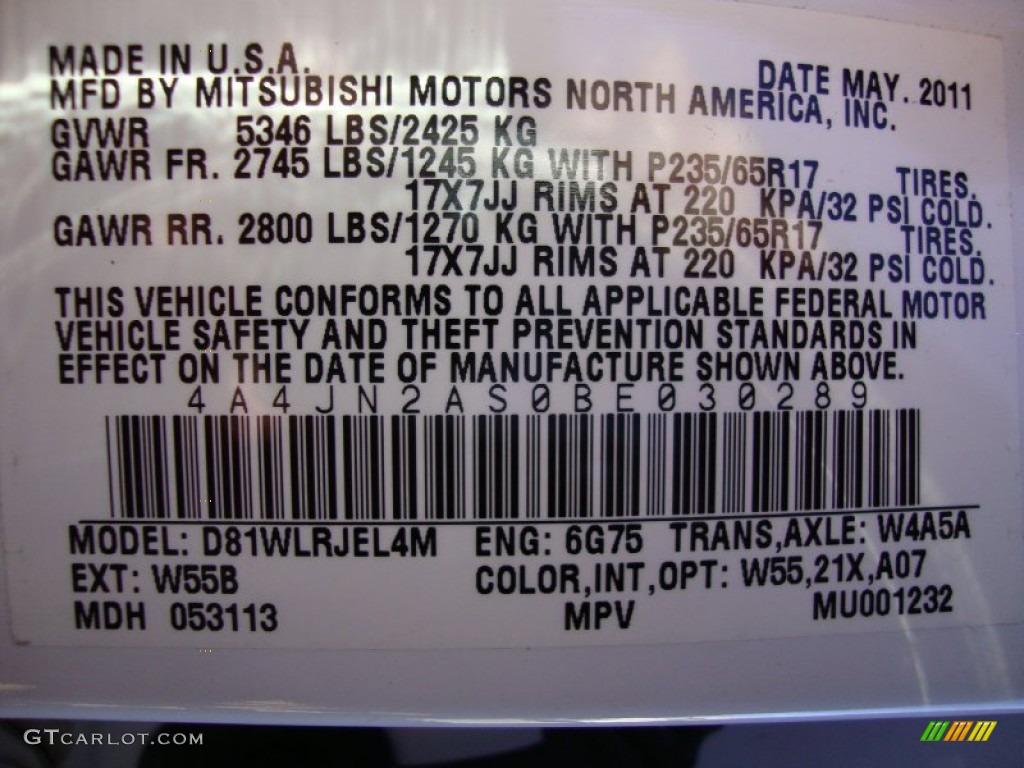 MADE IN U.S.A. DATE MAY. 2011
MFD BY MITSUBISHI MOTORS NORTH AMERICA, INC.
GVWR 5346 LBS/2425 KG
GAWR FR. 2745 LBS/1245 KG WITH P235/65R17 TIRES.
17X7JJ RIMS AT 220 KPA/32 PSI COLD.
GAWR RR. 2800 LBS/1270 KG WITH P235/65R17 TIRES.
17X7JJ RIMS AT 220 KPA/32 PSI COLD.
THIS VEHICLE CONFORMS TO ALL APPLICABLE FEDERAL MOTOR
VEHICLE SAFETY AND THEFT PREVENTION STANDARDS IN
EFFECT ON THE DATE OF MANUFACTURE SHOWN ABOVE.
4A4JN2AS0BE030289
MODEL: D81WLRJEL4M ENG: 6G75 TRANS,AXLE: W4A5A
EXT: W55B COLOR,INT,OPT: W55,21X,A07
MDH 053113 MPV MU001232
GTCARLOT.COM